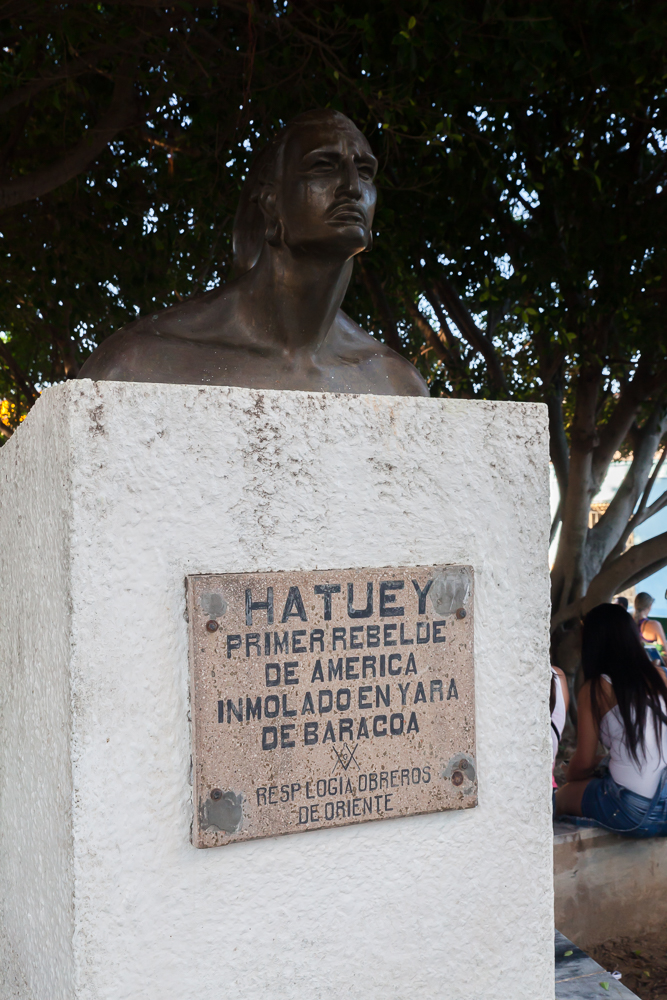 HATUEY
PRIMER REBELDE
DE AMERICA
INMOLADO EN YARA
DE BARACOA
RESP. LOGIA OBREROS
DE ORIENTE